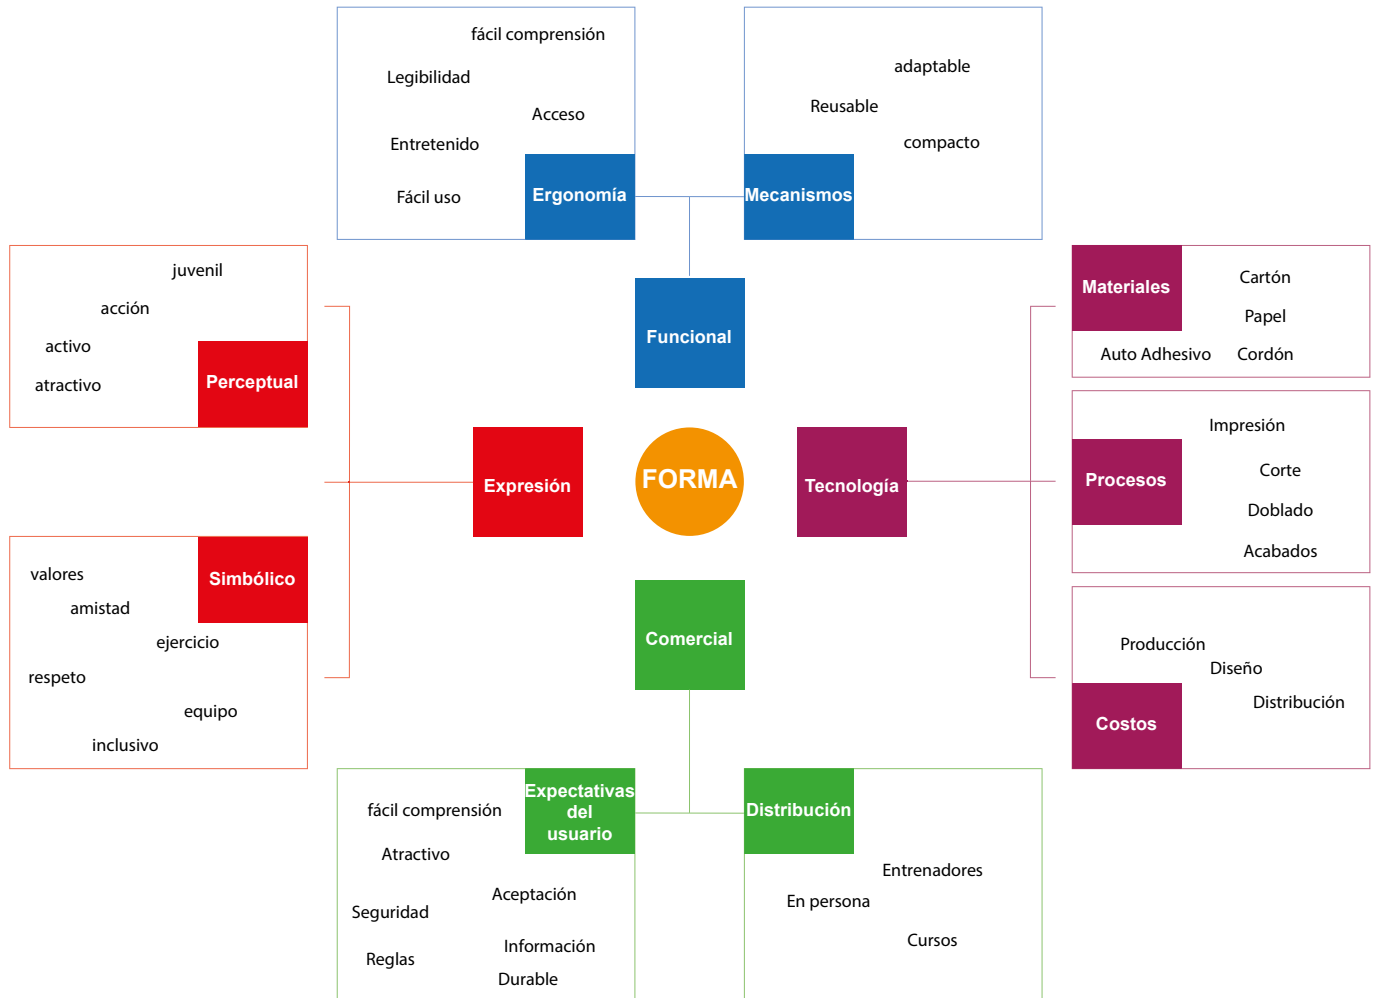 fácil comprensión
Legibilidad
Acceso
Entretenido
Fácil uso
Ergonomía
adaptable
Reusable
compacto
Mecanismos
Funcional
juvenil
acción
activo
atractivo
Perceptual
Materiales
Cartón
Papel
Auto Adhesivo
Cordón
Expresión
FORMA
Tecnología
Impresión
Procesos
Corte
Doblado
Acabados
Simbólico
valores
amistad
ejercicio
respeto
equipo
inclusivo
Comercial
Producción
Diseño
Distribución
Costos
Expectativas
del
usuario
fácil comprensión
Atractivo
Aceptación
Seguridad
Información
Reglas
Durable
Distribución
Entrenadores
En persona
Cursos